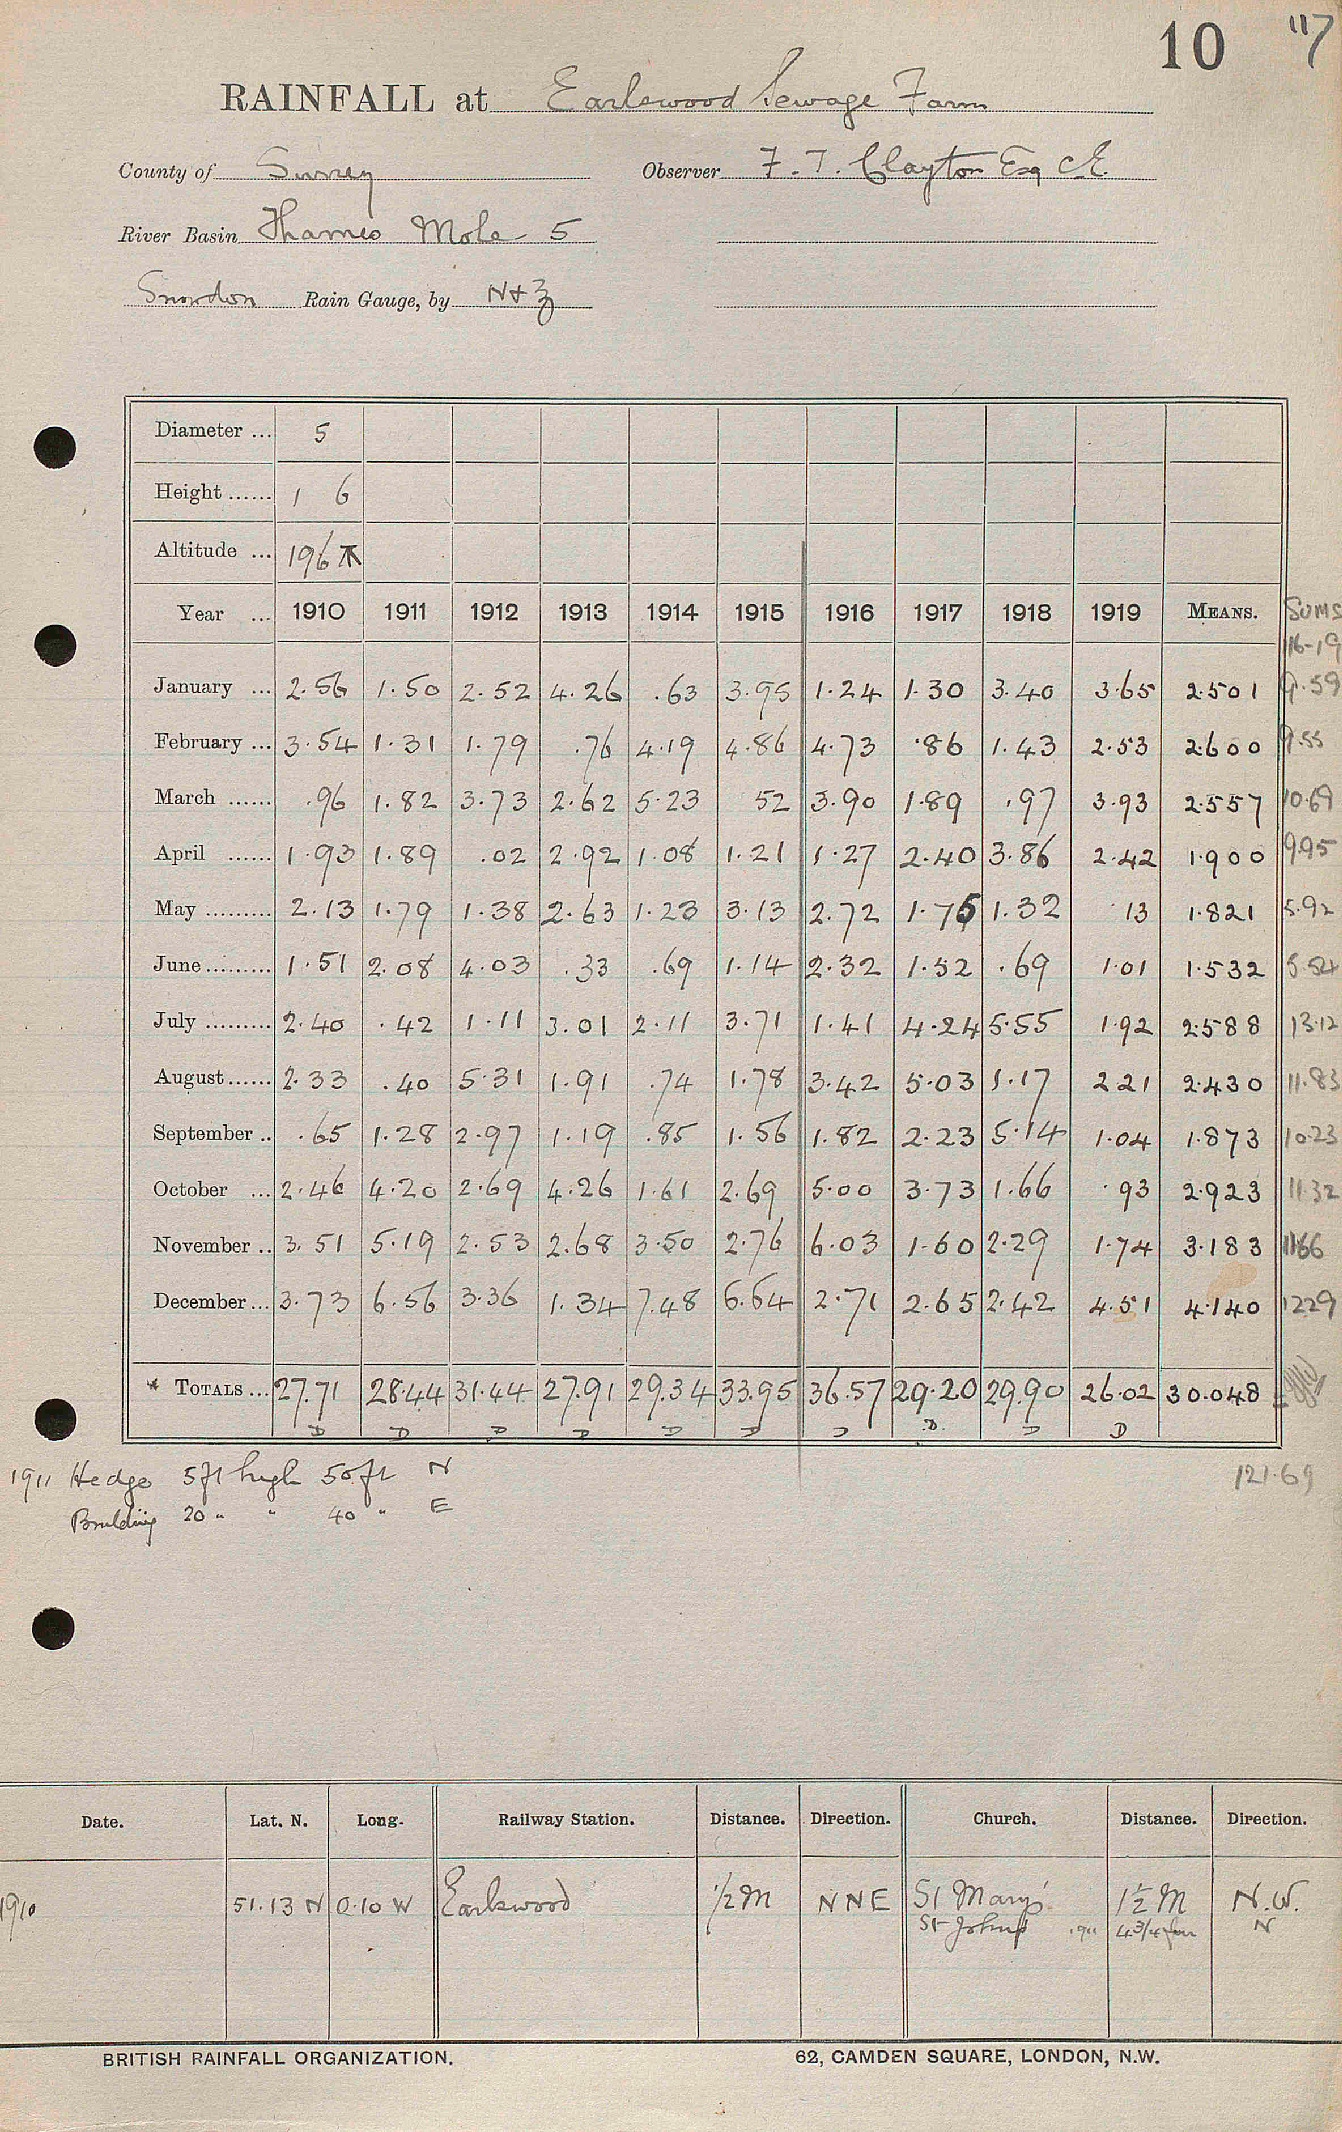 10 117
RAINFALL at Earlswood Sewage Farm
County of Surrey Observer F. T. Clayton Esq CE
River Basin Thames Mole 5
Snowdon Rain Gauge, by N & Z
Diameter ... 5
Height ...... 1 6
Altitude ... 196
Year ... 1910 1911 1912 1913 1914 1915 1916 1917 1918 1919 MEANS. SUMS
16-19
January ... 2.56 1.50 2.52 4.26 .63 3.95 1.24 1.30 3.40 3.65 2.501 9.59
February ... 3.54 1.31 1.79 .76 4.19 4.86 4.73 .86 1.43 2.53 2.600 9.55
March ...... .96 1.82 3.73 2.62 5.23 52 3.90 1.89 .97 3.93 2.557 10.69
April ...... 1.93 1.89 .02 2.92 1.08 1.21 1.27 2.40 3.86 2.42 1.900 9.95
May ......... 2.13 1.79 1.38 2.63 1.23 3.13 2.72 1.75 1.32 13 1.821 5.92
June ......... 1.51 2.08 4.03 .33 .69 1.14 2.32 1.52 .69 1.01 1.532 5.54
July ......... 2.40 .42 1.11 3.01 2.11 3.71 1.41 4.24 5.55 1.92 2.588 13.12
August ...... 2.33 .40 5.31 1.91 .74 1.78 3.42 5.03 1.17 2 21 2.430 11.83
September .. .65 1.28 2.97 1.19 .85 1.56 1.82 2.23 5.14 1.04 1.873 10.23
October ... 2.46 4.20 2.69 4.26 1.61 2.69 5.00 3.73 1.66 .93 2.923 11.32
November .. 3.51 5.19 2.53 2.68 3.50 2.76 6.03 1.60 2.29 1.74 3.183 11.66
December ... 3.73 6.56 3.36 1.34 7.48 6.64 2.71 2.65 2.42 4.51 4.140 12.29
* TOTALS ... 27.71 28.44 31.44 27.91 29.34 33.95 36.57 29.20 29.90 26.02 30.048
D D D D D D D D D D
1911 Hedge 5ft high 50ft N 121.69
Building 20 " " 40 " E
Date. Lat. N. Long. Railway Station. Distance. Direction. Church. Distance. Direction.
1910 51.13 N 0.10 W Earlswood 1/2 M NNE St Mary's 1 1/2 M N.W.
St Johns 1911 4 3/4 fur N
BRITISH RAINFALL ORGANIZATION. 62, CAMDEN SQUARE, LONDON, N.W.